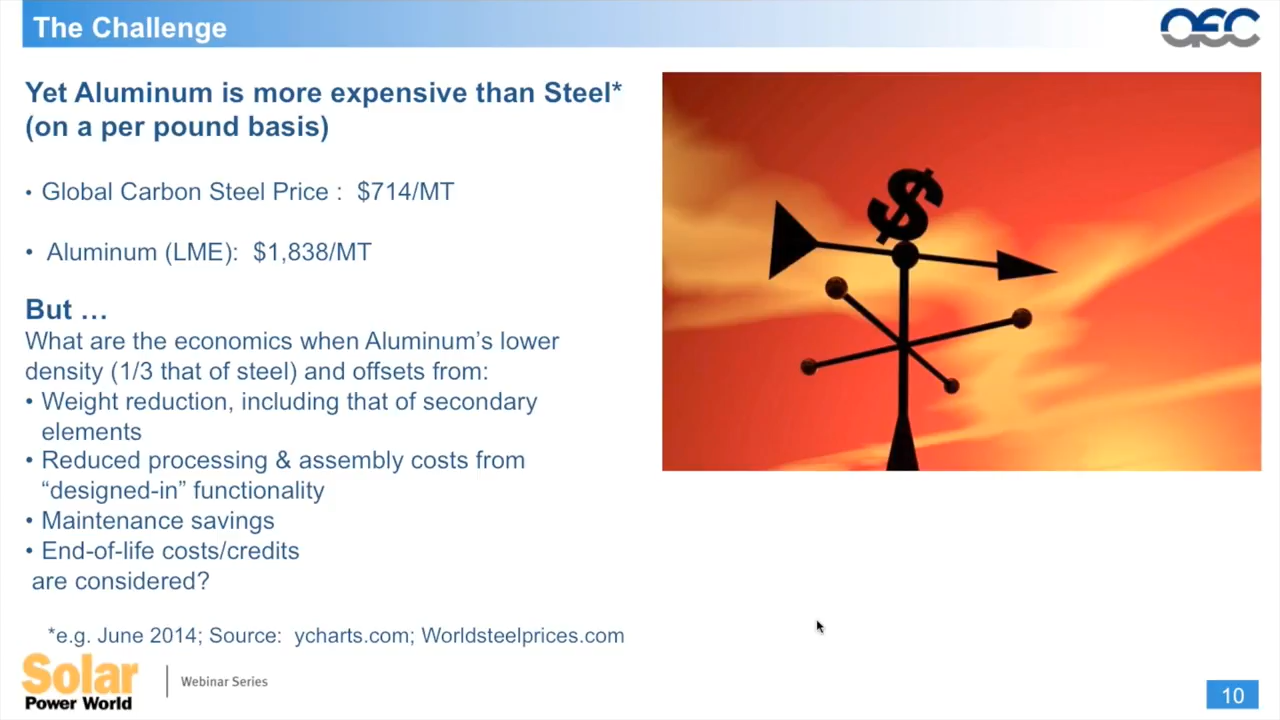 The Challenge
AEC
Yet Aluminum is more expensive than Steel*
(on a per pound basis)
• Global Carbon Steel Price :  $714/MT
• Aluminum (LME):  $1,838/MT
But …
What are the economics when Aluminum’s lower
density (1/3 that of steel) and offsets from:
• Weight reduction, including that of secondary
elements
• Reduced processing & assembly costs from
“designed-in” functionality
• Maintenance savings
• End-of-life costs/credits
are considered?
*e.g. June 2014; Source:  ycharts.com; Worldsteelprices.com
$
Solar
Power World
Webinar Series
10